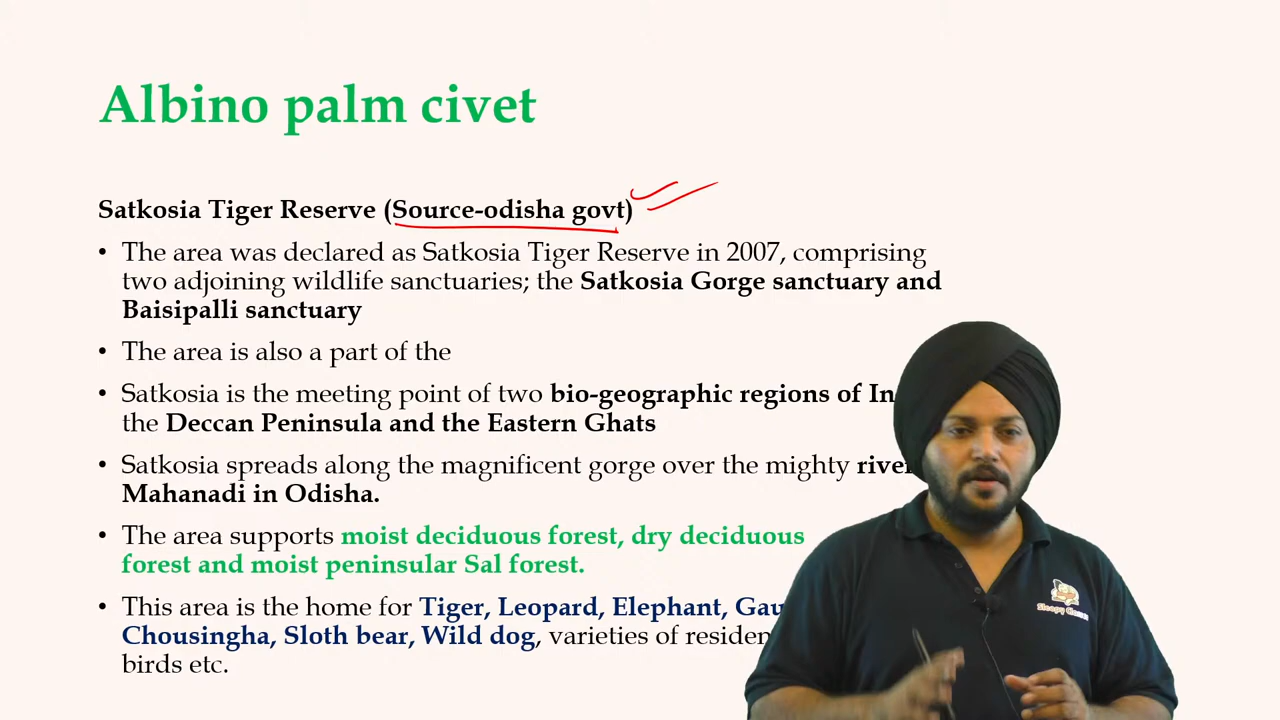 Albino palm civet
Satkosia Tiger Reserve (Source-odisha govt)
• The area was declared as Satkosia Tiger Reserve in 2007, comprising
two adjoining wildlife sanctuaries; the Satkosia Gorge sanctuary and
Baisipalli sanctuary
• The area is also a part of the
• Satkosia is the meeting point of two bio-geographic regions of In
the Deccan Peninsula and the Eastern Ghats
• Satkosia spreads along the magnificent gorge over the mighty river
Mahanadi in Odisha.
• The area supports moist deciduous forest, dry deciduous
forest and moist peninsular Sal forest.
• This area is the home for Tiger, Leopard, Elephant, Gau
Chousingha, Sloth bear, Wild dog, varieties of residen
birds etc.
Sleepy